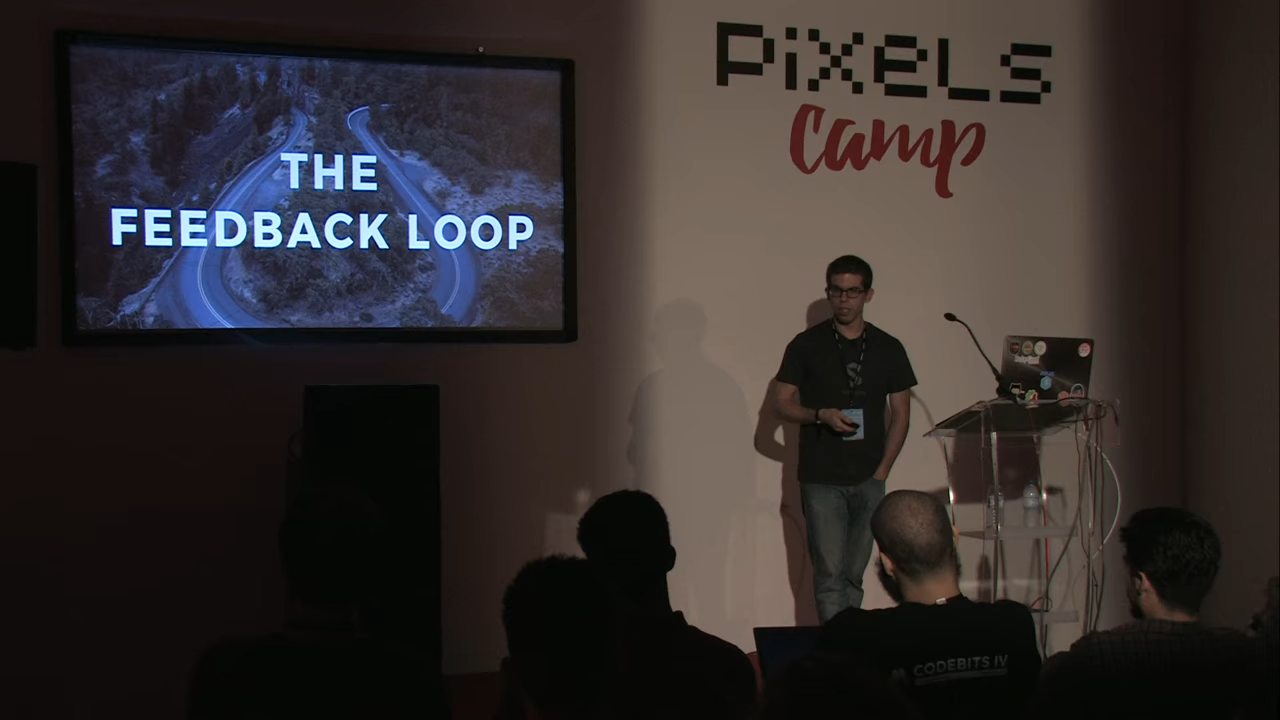 THE
FEEDBACK LOOP
PIXELS
Camp
S
CODEBITS IV